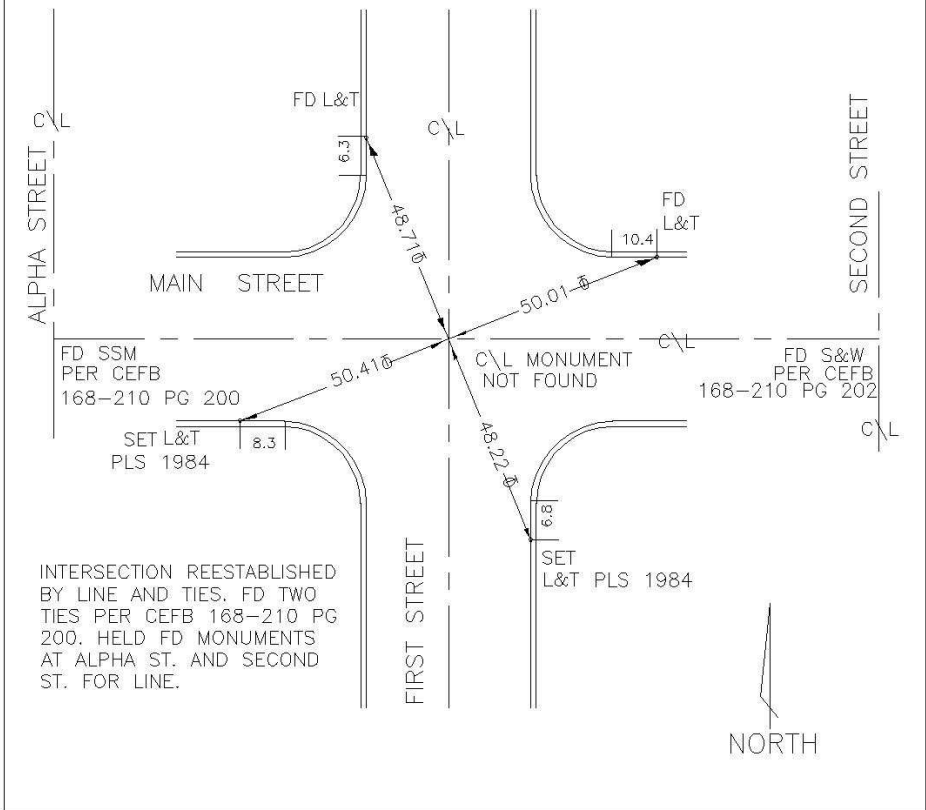 FD L&T
C\L
C\L
ALPHA STREET
SECOND STREET
6.3
48.71
FD
L&T
10.4
50.01
MAIN STREET
FD SSM
PER CEFB
168-210 PG 200
50.41
C\L MONUMENT
NOT FOUND
C\L
FD S&W
PER CEFB
168-210 PG 202
C\L
SET L&T
PLS 1984
8.3
48.22
6.8
SET
L&T PLS 1984
INTERSECTION REESTABLISHED
BY LINE AND TIES. FD TWO
TIES PER CEFB 168-210 PG
200. HELD FD MONUMENTS
AT ALPHA ST. AND SECOND
ST. FOR LINE.
FIRST STREET
NORTH